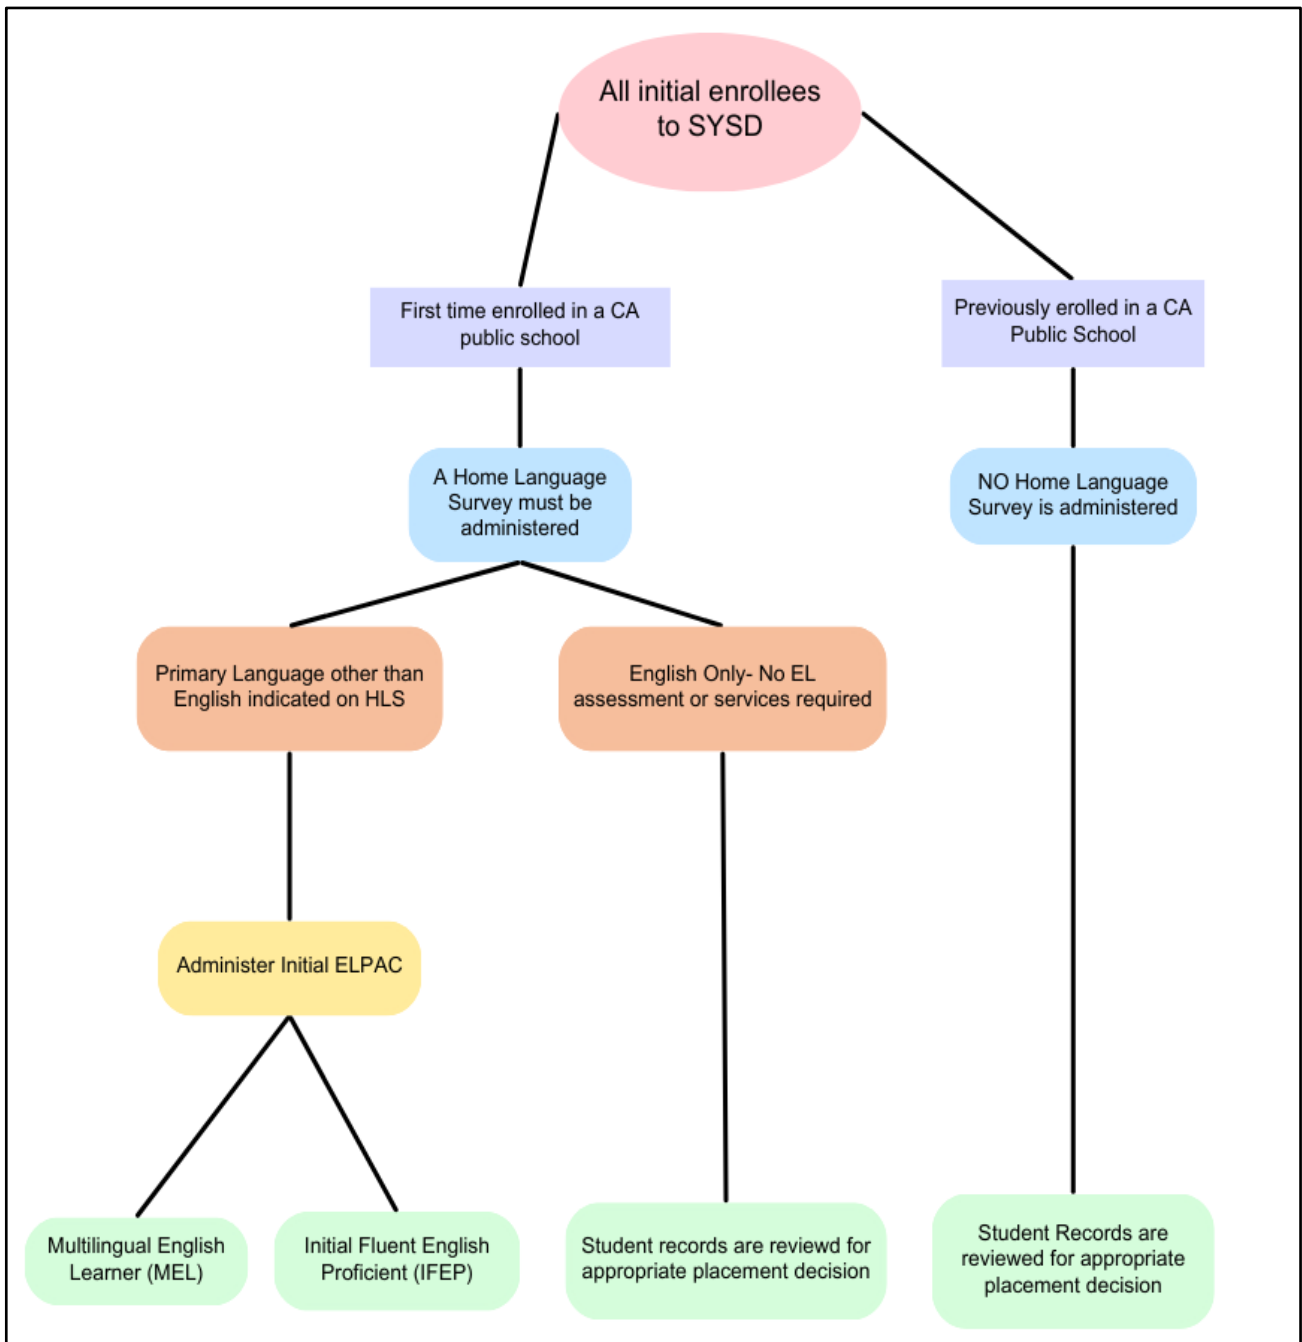 All initial enrollees
to SYSD
First time enrolled in a CA
public school
Previously erolled in a CA
Public School
A Home Language
Survey must be
administered
NO Home Language
Survey is administered
Primary Language other than
English indicated on HLS
English Only- No EL
assessment or services required
Administer Initial ELPAC
Multilingual English
Learner (MEL)
Initial Fluent English
Proficient (IFEP)
Student records are reviewd for
appropriate placement decision
Student Records are
reviewed for appropriate
placement decision